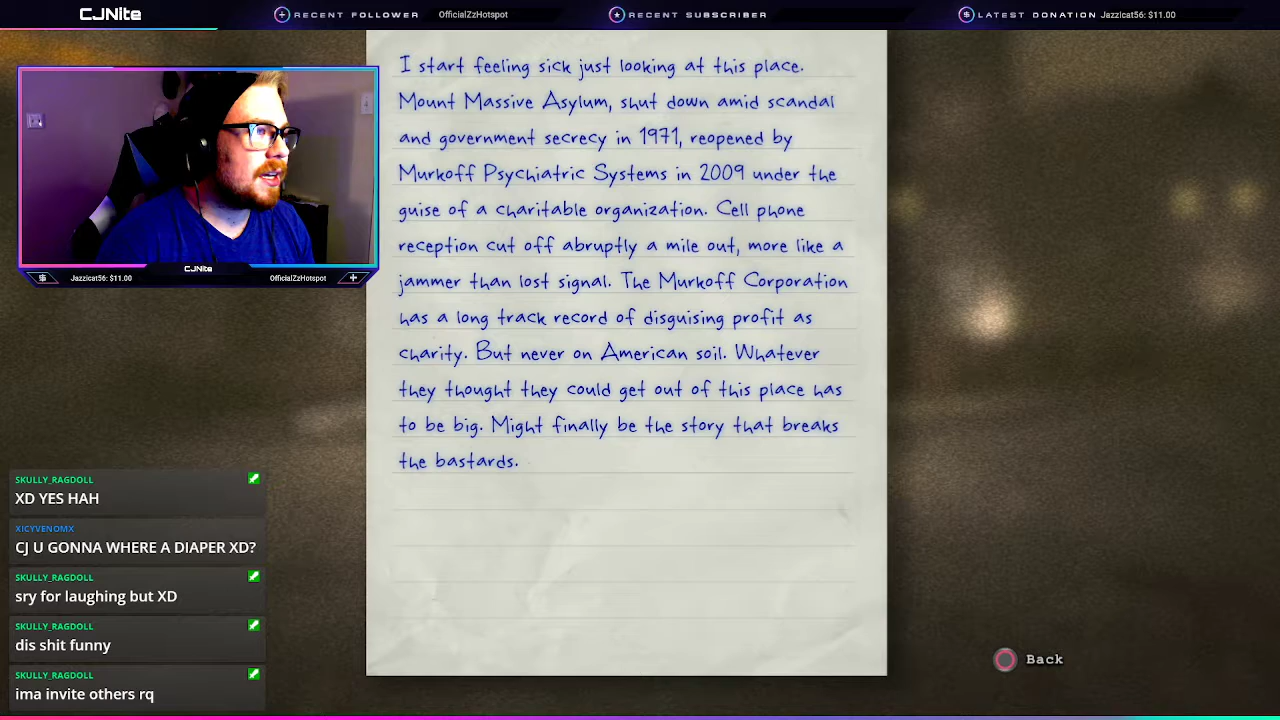 CJNite
RECENT FOLLOWER OfficialZzHotspot
RECENT SUBSCRIBER
LATEST DONATION Jazzicat56: $11.00
I start feeling sick just looking at this place.
Mount Massive Asylum, shut down amid scandal
and government secrecy in 1971, reopened by
Murkoff Psychiatric Systems in 2009 under the
guise of a charitable organization. Cell phone
reception cut off abruptly a mile out, more like a
jammer than lost signal. The Murkoff Corporation
has a long track record of disguising profit as
charity. But never on American soil. Whatever
they thought they could get out of this place has
to be big. Might finally be the story that breaks
the bastards.
CJNite
Jazzicat56: $11.00 OfficialZzHotspot
SKULLY_RAGDOLL
XD YES HAH
XICYVENOMX
CJ U GONNA WHERE A DIAPER XD?
SKULLY_RAGDOLL
sry for laughing but XD
SKULLY_RAGDOLL
dis shit funny
SKULLY_RAGDOLL
ima invite others rq
Back